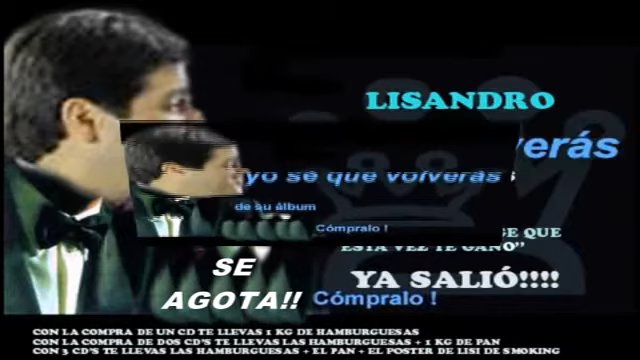 LISANDRO
verás
yo sé que volverás
de su álbum
Cómpralo !
SE QUE
ESTA VEZ TE GANO"
SE
AGOTA!!
YA SALIÓ!!!!
Cómpralo !
CON LA COMPRA DE UN CD TE LLEVAS 1 KG DE HAMBURGUESAS
CON LA COMPRA DE DOS CD'S TE LLEVAS LAS HAMBURGUESAS + 1 KG DE PAN
CON 3 CD'S TE LLEVAS LAS HAMBURGUESAS + EL PAN + EL POSTER DE LISI DE SMOKING